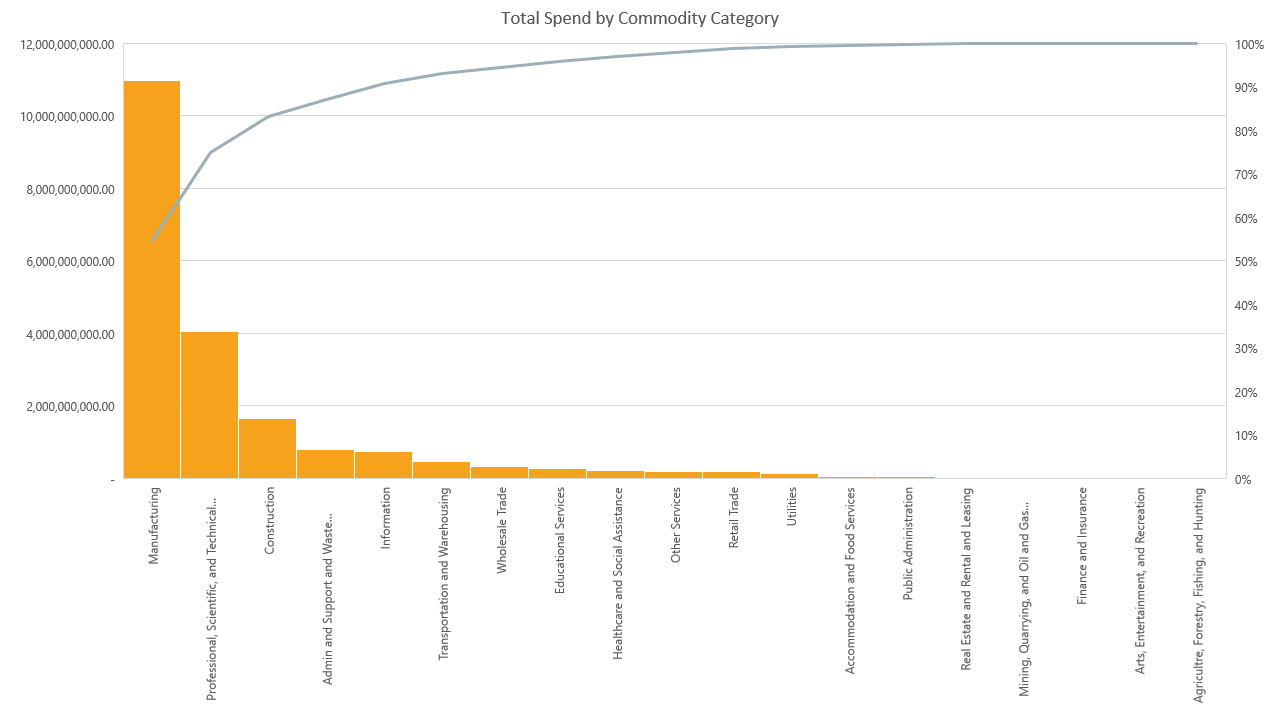 Total Spend by Commodity Category
12,000,000,000.00
10,000,000,000.00
8,000,000,000.00
6,000,000,000.00
4,000,000,000.00
2,000,000,000.00
-
100%
90%
80%
70%
60%
50%
40%
30%
20%
10%
0%
Manufacturing
Professional, Scientific, and Technical...
Construction
Admin and Support and Waste...
Information
Transportation and Warehousing
Wholesale Trade
Educational Services
Healthcare and Social Assistance
Other Services
Retail Trade
Utilities
Accommodation and Food Services
Public Administration
Real Estate and Rental and Leasing
Mining, Quarrying, and Oil and Gas...
Finance and Insurance
Arts, Entertainment, and Recreation
Agricultre, Forestry, Fishing, and Hunting